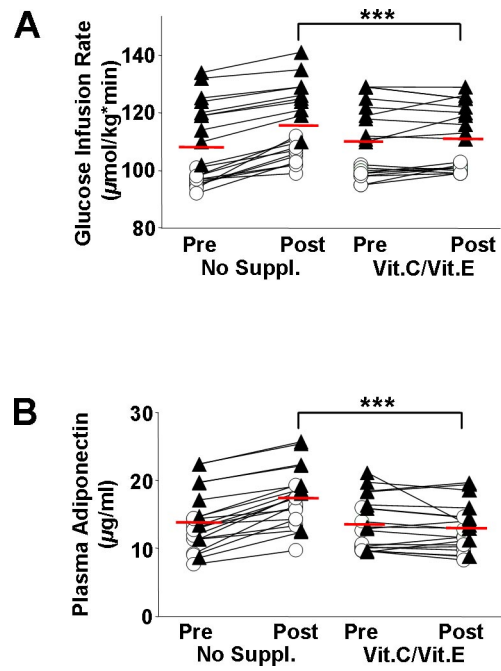 A
Glucose Infusion Rate
(µmol/kg*min)
***
140
120
100
80
Pre Post Pre Post
No Suppl. Vit.C/Vit.E
B
Plasma Adiponectin
(µg/ml)
***
30
20
10
0
Pre Post Pre Post
No Suppl. Vit.C/Vit.E